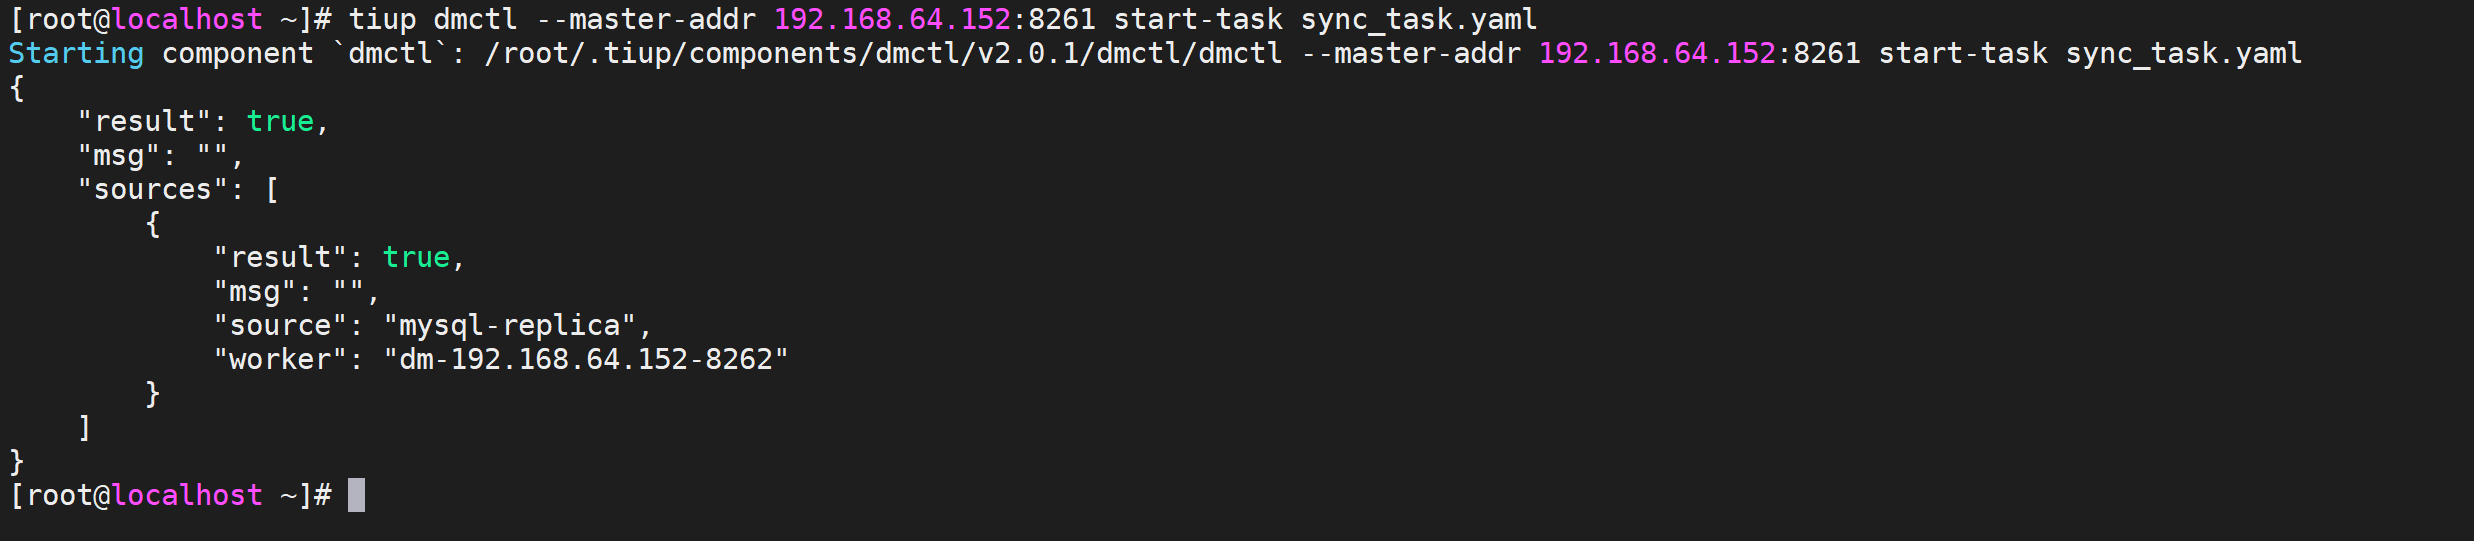 [root@localhost ~]# tiup dmctl --master-addr 192.168.64.152:8261 start-task sync_task.yaml
Starting component `dmctl`: /root/.tiup/components/dmctl/v2.0.1/dmctl/dmctl --master-addr 192.168.64.152:8261 start-task sync_task.yaml
{
    "result": true,
    "msg": "",
    "sources": [
        {
            "result": true,
            "msg": "",
            "source": "mysql-replica",
            "worker": "dm-192.168.64.152-8262"
        }
    ]
}
[root@localhost ~]#